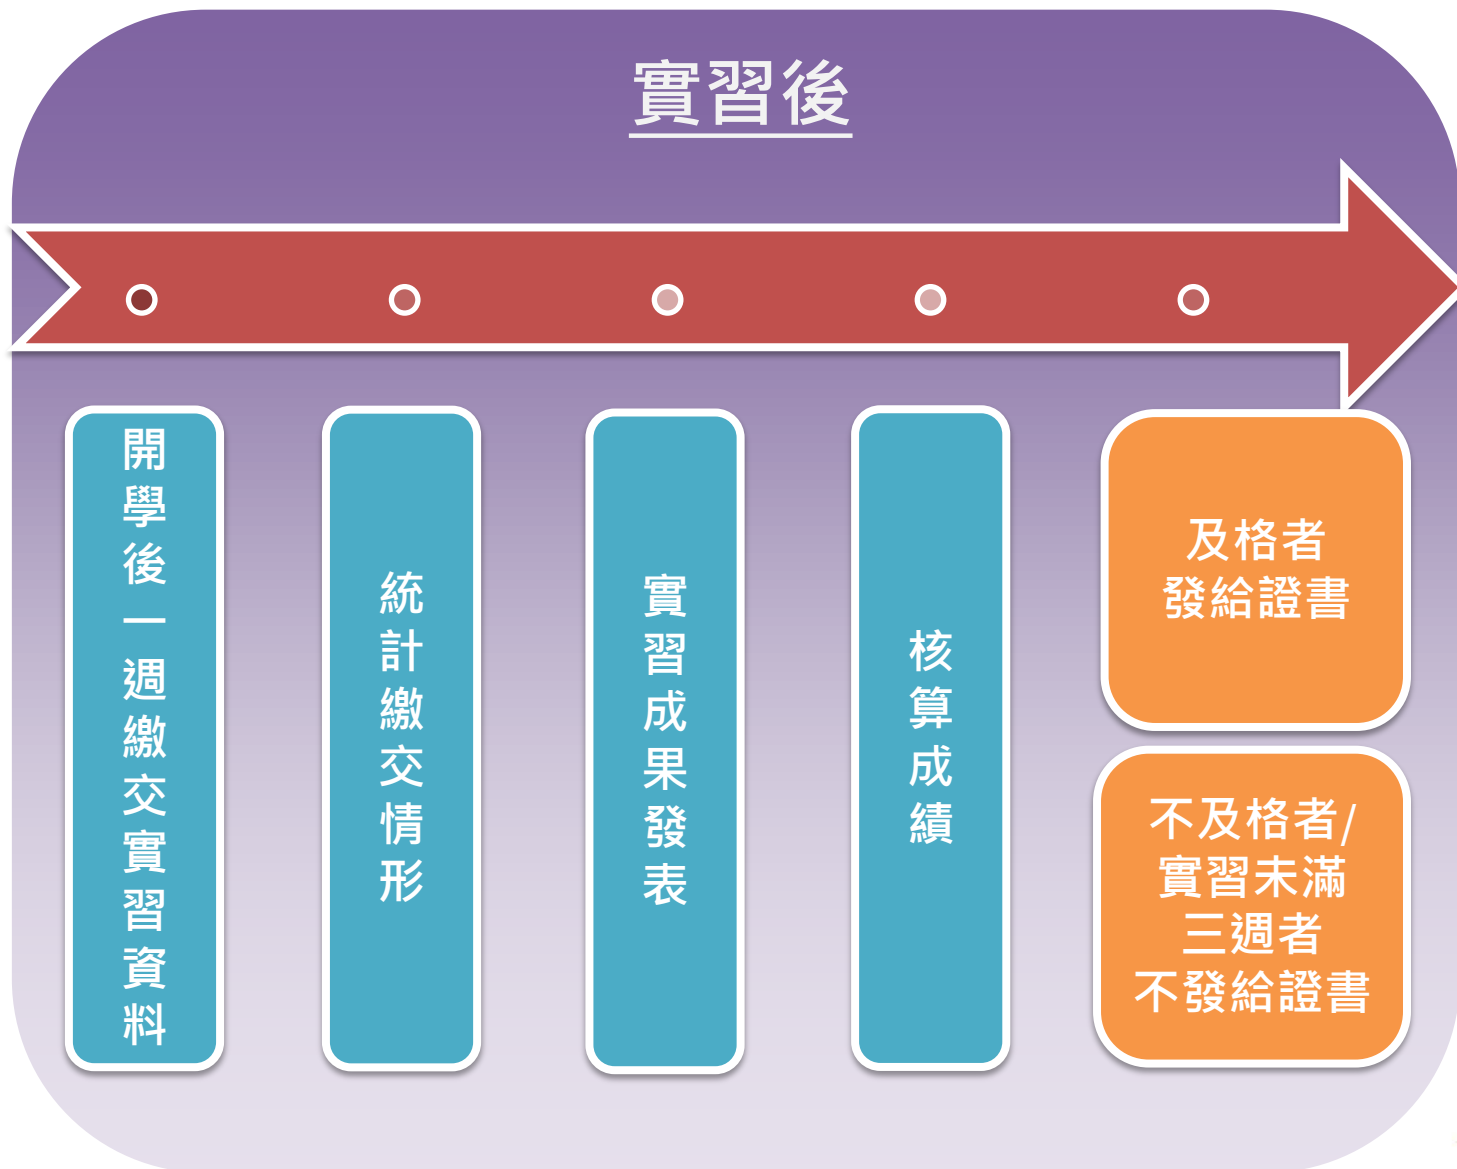 實習後
開學後一週繳交實習資料
統計繳交情形
實習成果發表
核算成績
及格者
發給證書
不及格者/
實習未滿
三週者
不發給證書